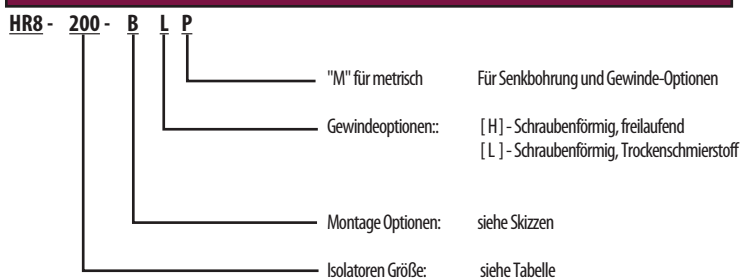 HR8 - 200 - B L P
"M" für metrisch Für Senkbohrung und Gewinde-Optionen
Gewindeoptionen:: [ H ] - Schraubenförmig, freilaufend
[ L ] - Schraubenförmig, Trockenschmierstoff
Montage Optionen: siehe Skizzen
Isolatoren Größe: siehe Tabelle